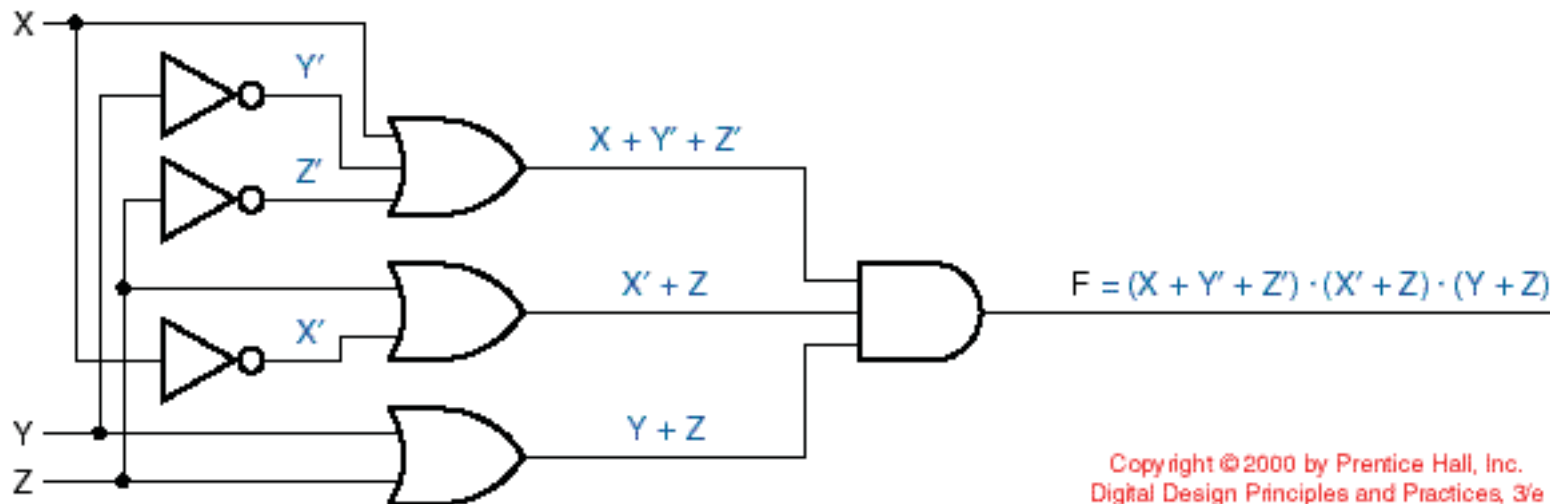 X
Y′
X + Y′ + Z′
Z′
X′ + Z
F = (X + Y′ + Z′) · (X′ + Z) · (Y + Z)
X′
Y
Y + Z
Z
Copyright © 2000 by Prentice Hall, Inc.
Digital Design Principles and Practices, 3/e